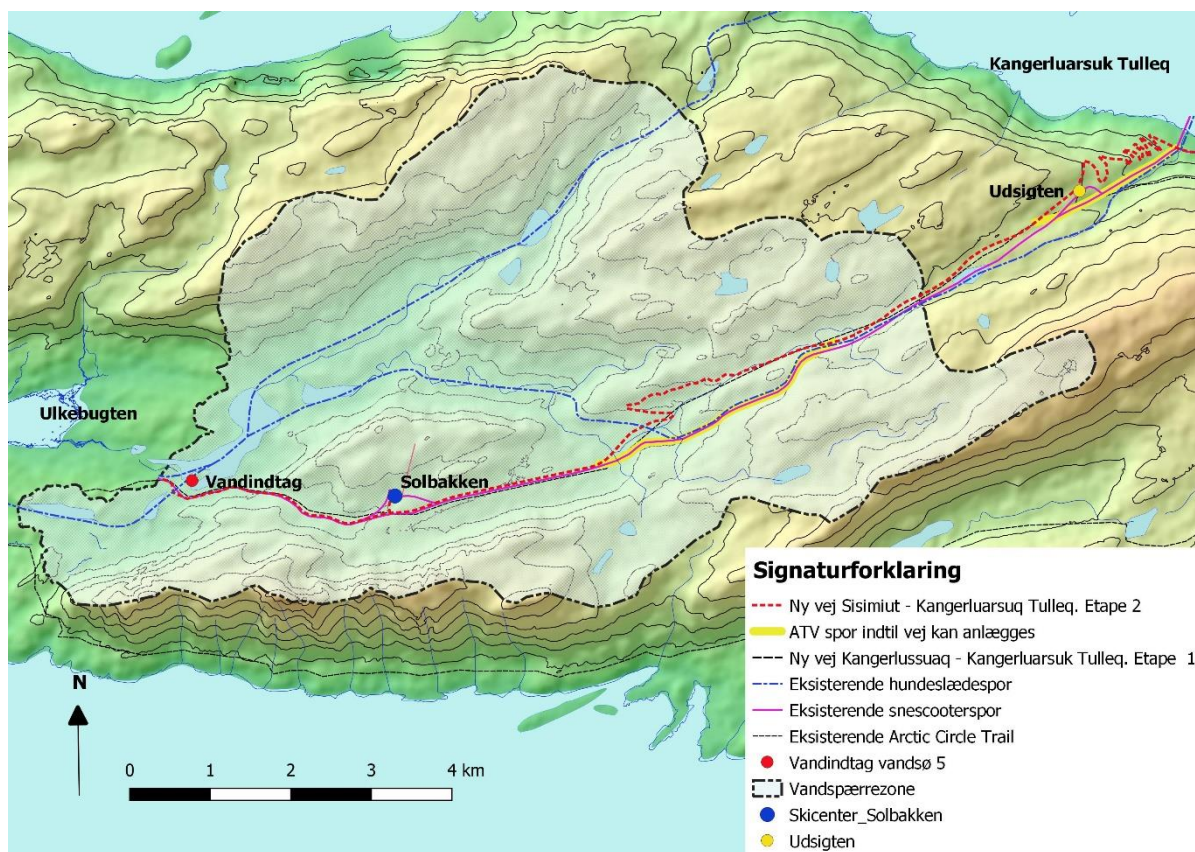 Kangerluarsuk Tulleq
Udsigten
Ulkebugten
Vandindtag
Solbakken
N
0 1 2 3 4 km
Signaturforklaring
Ny vej Sisimiut - Kangerluarsuq Tulleq. Etape 2
ATV spor indtil vej kan anlægges
Ny vej Kangerlussuaq - Kangerluarsuk Tulleq. Etape 1
Eksisterende hundeslædespor
Eksisterende snescooterspor
Eksisterende Arctic Circle Trail
Vandindtag vandsø 5
Vandspærrezone
Skicenter_Solbakken
Udsigten